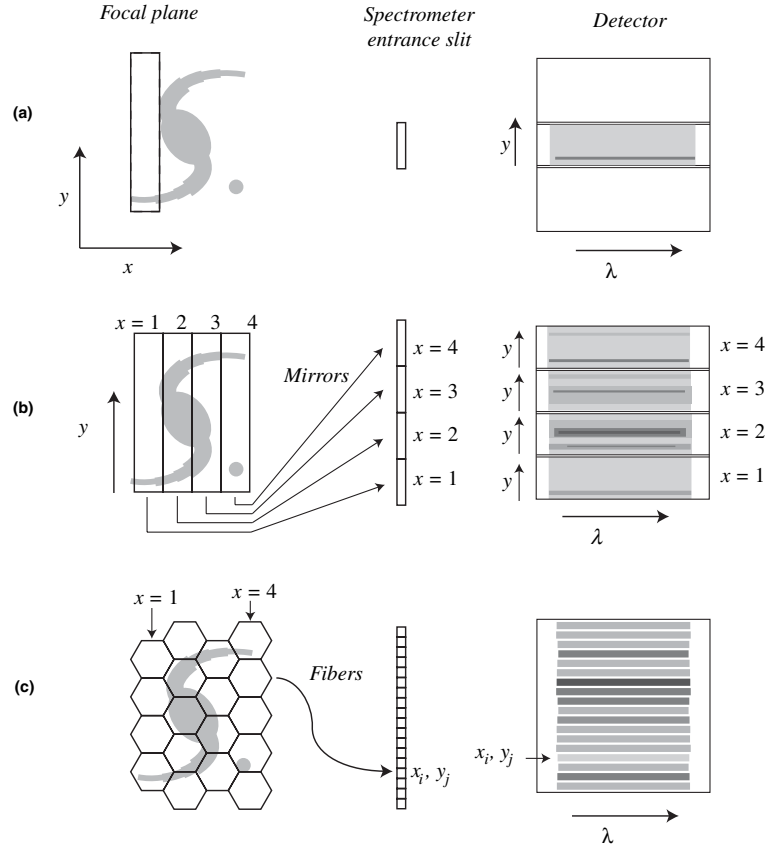 Focal plane
Spectrometer
entrance slit
Detector
(a)
y
x
y
λ
(b)
x = 1 2 3 4
y
Mirrors
x = 4
x = 3
x = 2
x = 1
y
y
y
y
x = 4
x = 3
x = 2
x = 1
λ
(c)
x = 1
x = 4
Fibers
xᵢ, yⱼ
xᵢ, yⱼ
λ